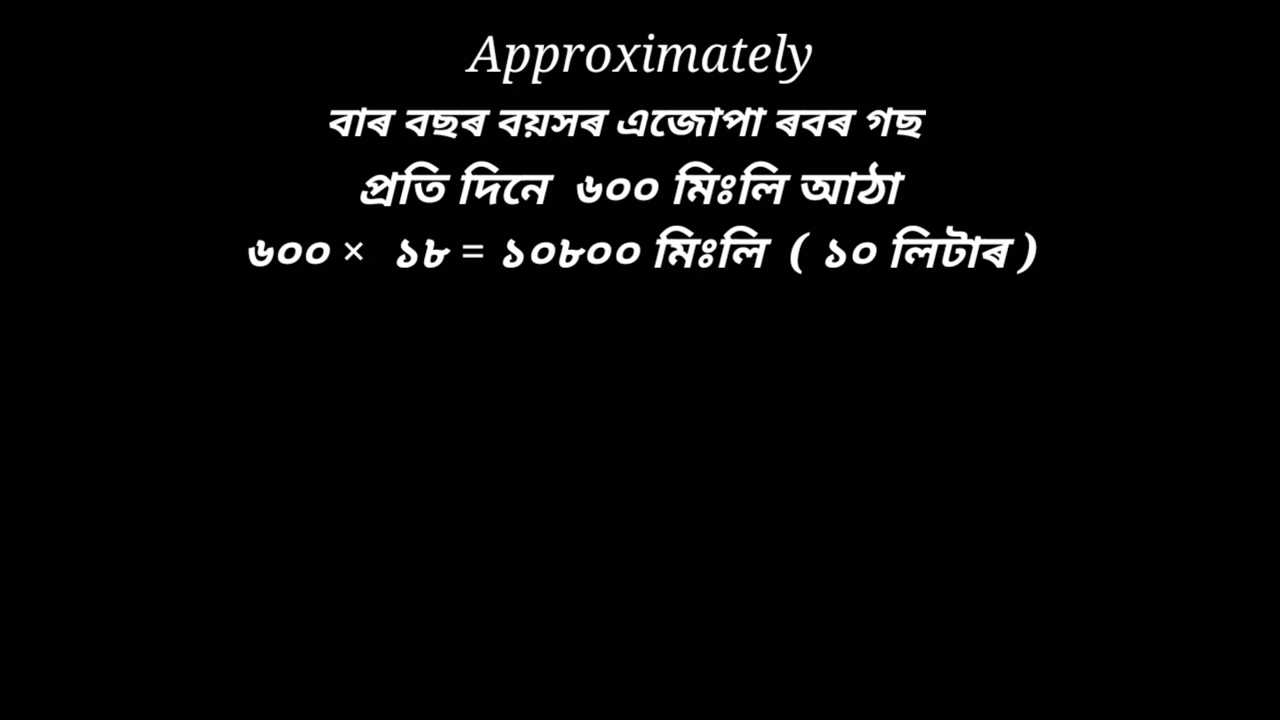 Approximately
বাৰ বছৰ বয়সৰ এজোপা ৰবৰ গছ
প্ৰতি দিনে ৬০০ মিঃলি আঠা
৬০০ × ১৮ = ১০৮০০ মিঃলি ( ১০ লিটাৰ )